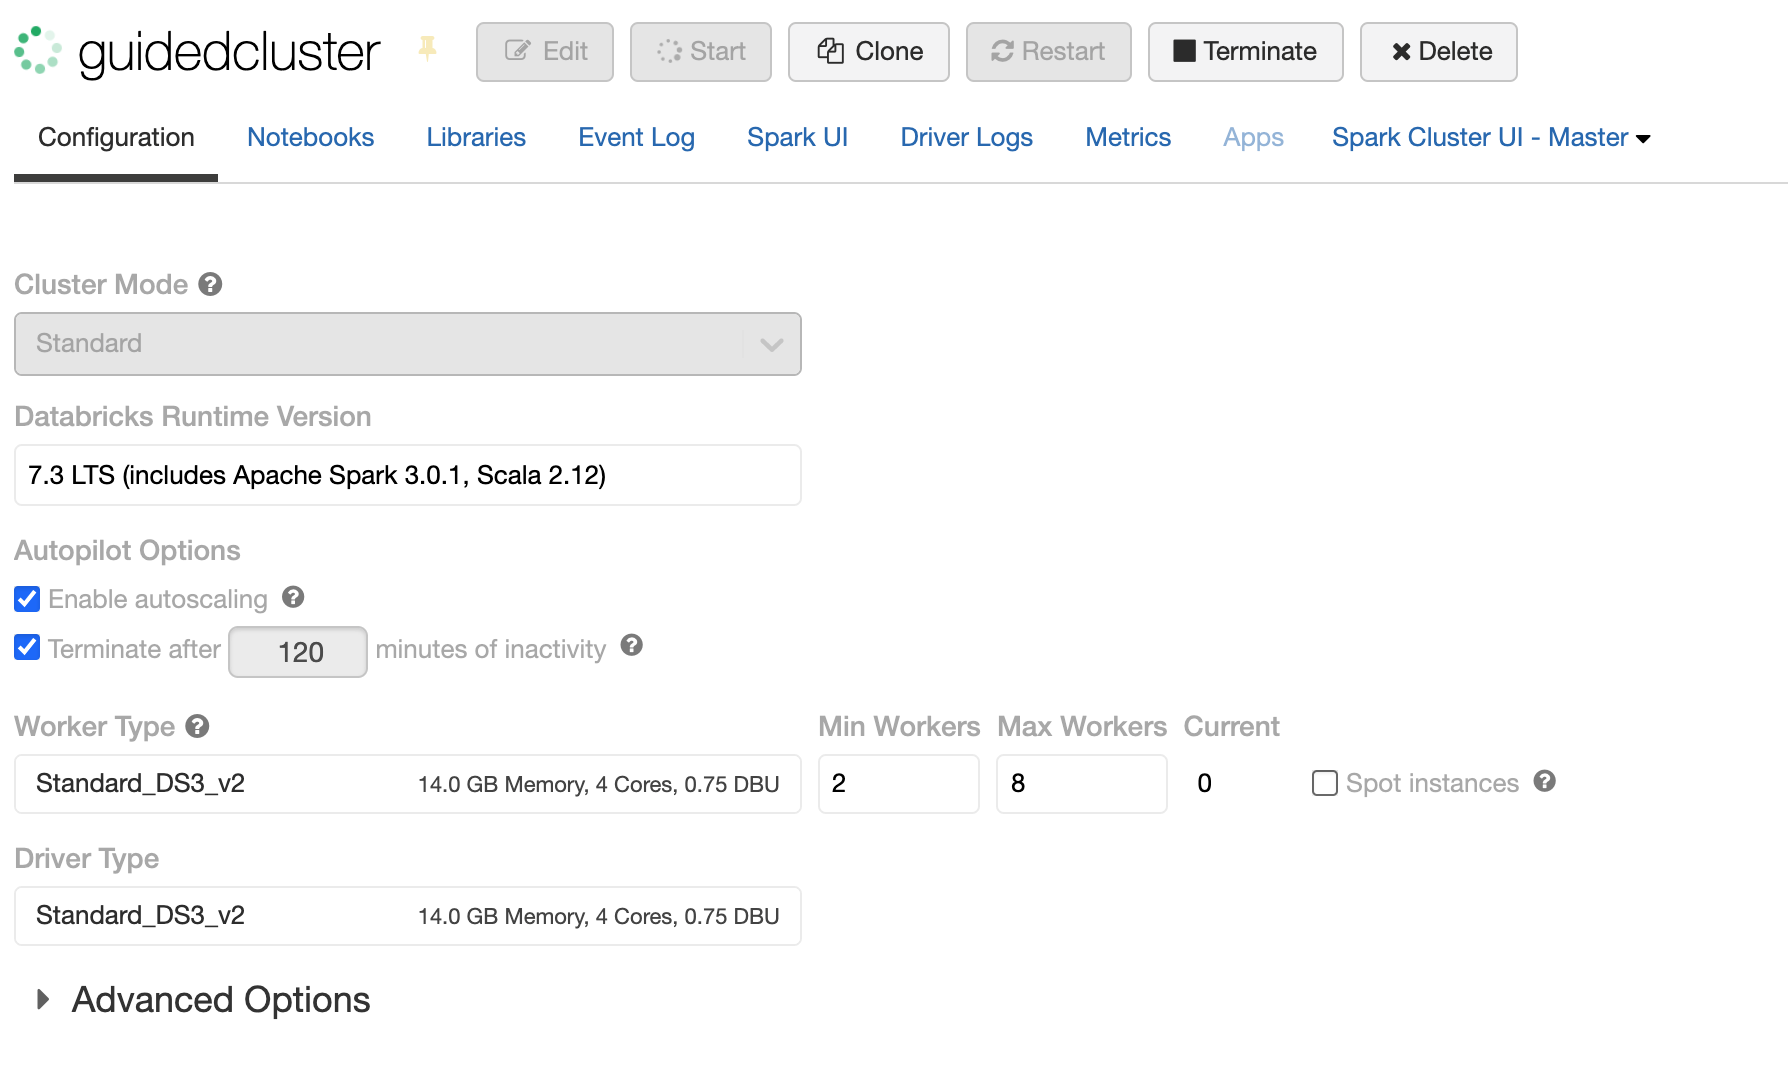 guidedcluster Edit Start Clone Restart Terminate Delete
Configuration Notebooks Libraries Event Log Spark UI Driver Logs Metrics Apps Spark Cluster UI - Master
Cluster Mode
Standard
Databricks Runtime Version
7.3 LTS (includes Apache Spark 3.0.1, Scala 2.12)
Autopilot Options
Enable autoscaling
Terminate after 120 minutes of inactivity
Worker Type Min Workers Max Workers Current
Standard_DS3_v2 14.0 GB Memory, 4 Cores, 0.75 DBU 2 8 0 Spot instances
Driver Type
Standard_DS3_v2 14.0 GB Memory, 4 Cores, 0.75 DBU
Advanced Options